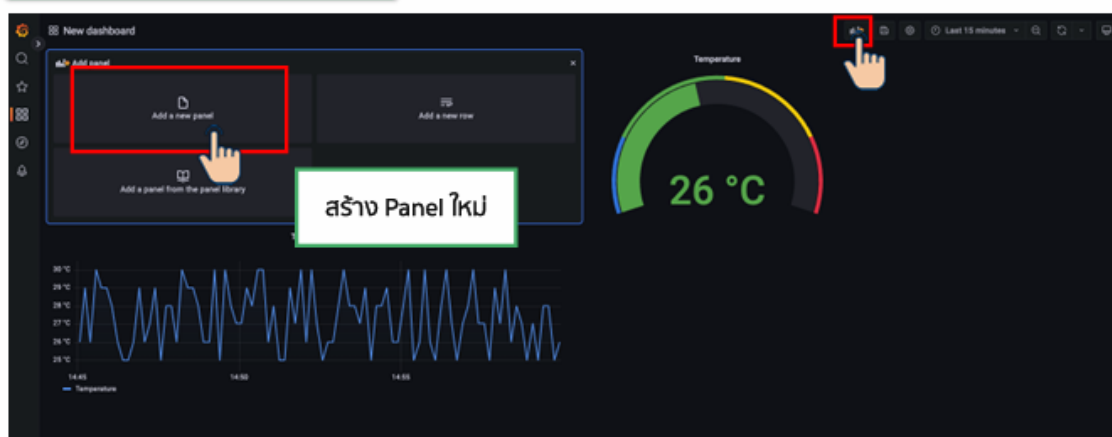 New dashboard
Last 15 minutes
Add panel
Add a new panel
Add a new row
Add a panel from the panel library
สร้าง Panel ใหม่
Temperature
26 °C
30 °C
29 °C
28 °C
27 °C
26 °C
25 °C
14:45
14:50
14:55
Temperature